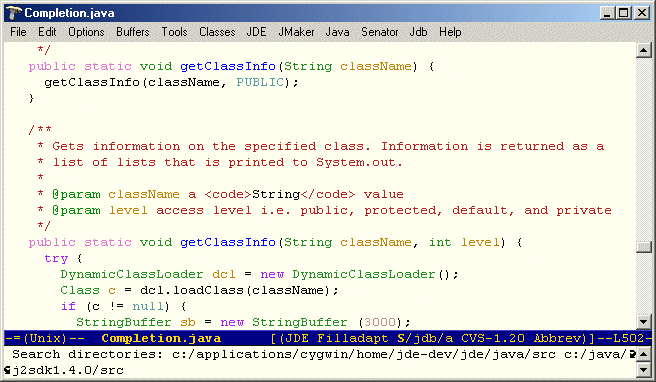 Completion.java
File Edit Options Buffers Tools Classes JDE JMaker Java Senator Jdb Help
*/
public static void getClassInfo(String className) {
getClassInfo(className, PUBLIC);
}
/**
* Gets information on the specified class. Information is returned as a
* list of lists that is printed to System.out.
*
* @param className a <code>String</code> value
* @param level access level i.e. public, protected, default, and private
*/
public static void getClassInfo(String className, int level) {
try {
DynamicClassLoader dcl = new DynamicClassLoader();
Class c = dcl.loadClass(className);
if (c != null) {
StringBuffer sb = new StringBuffer (3000);
-=(Unix)-- Completion.java [(JDE Filladapt S/jdb/a CVS-1.20 Abbrev)]--L502-
Search directories: c:/applications/cygwin/home/jde-dev/jde/java/src c:/java/
j2sdk1.4.0/src